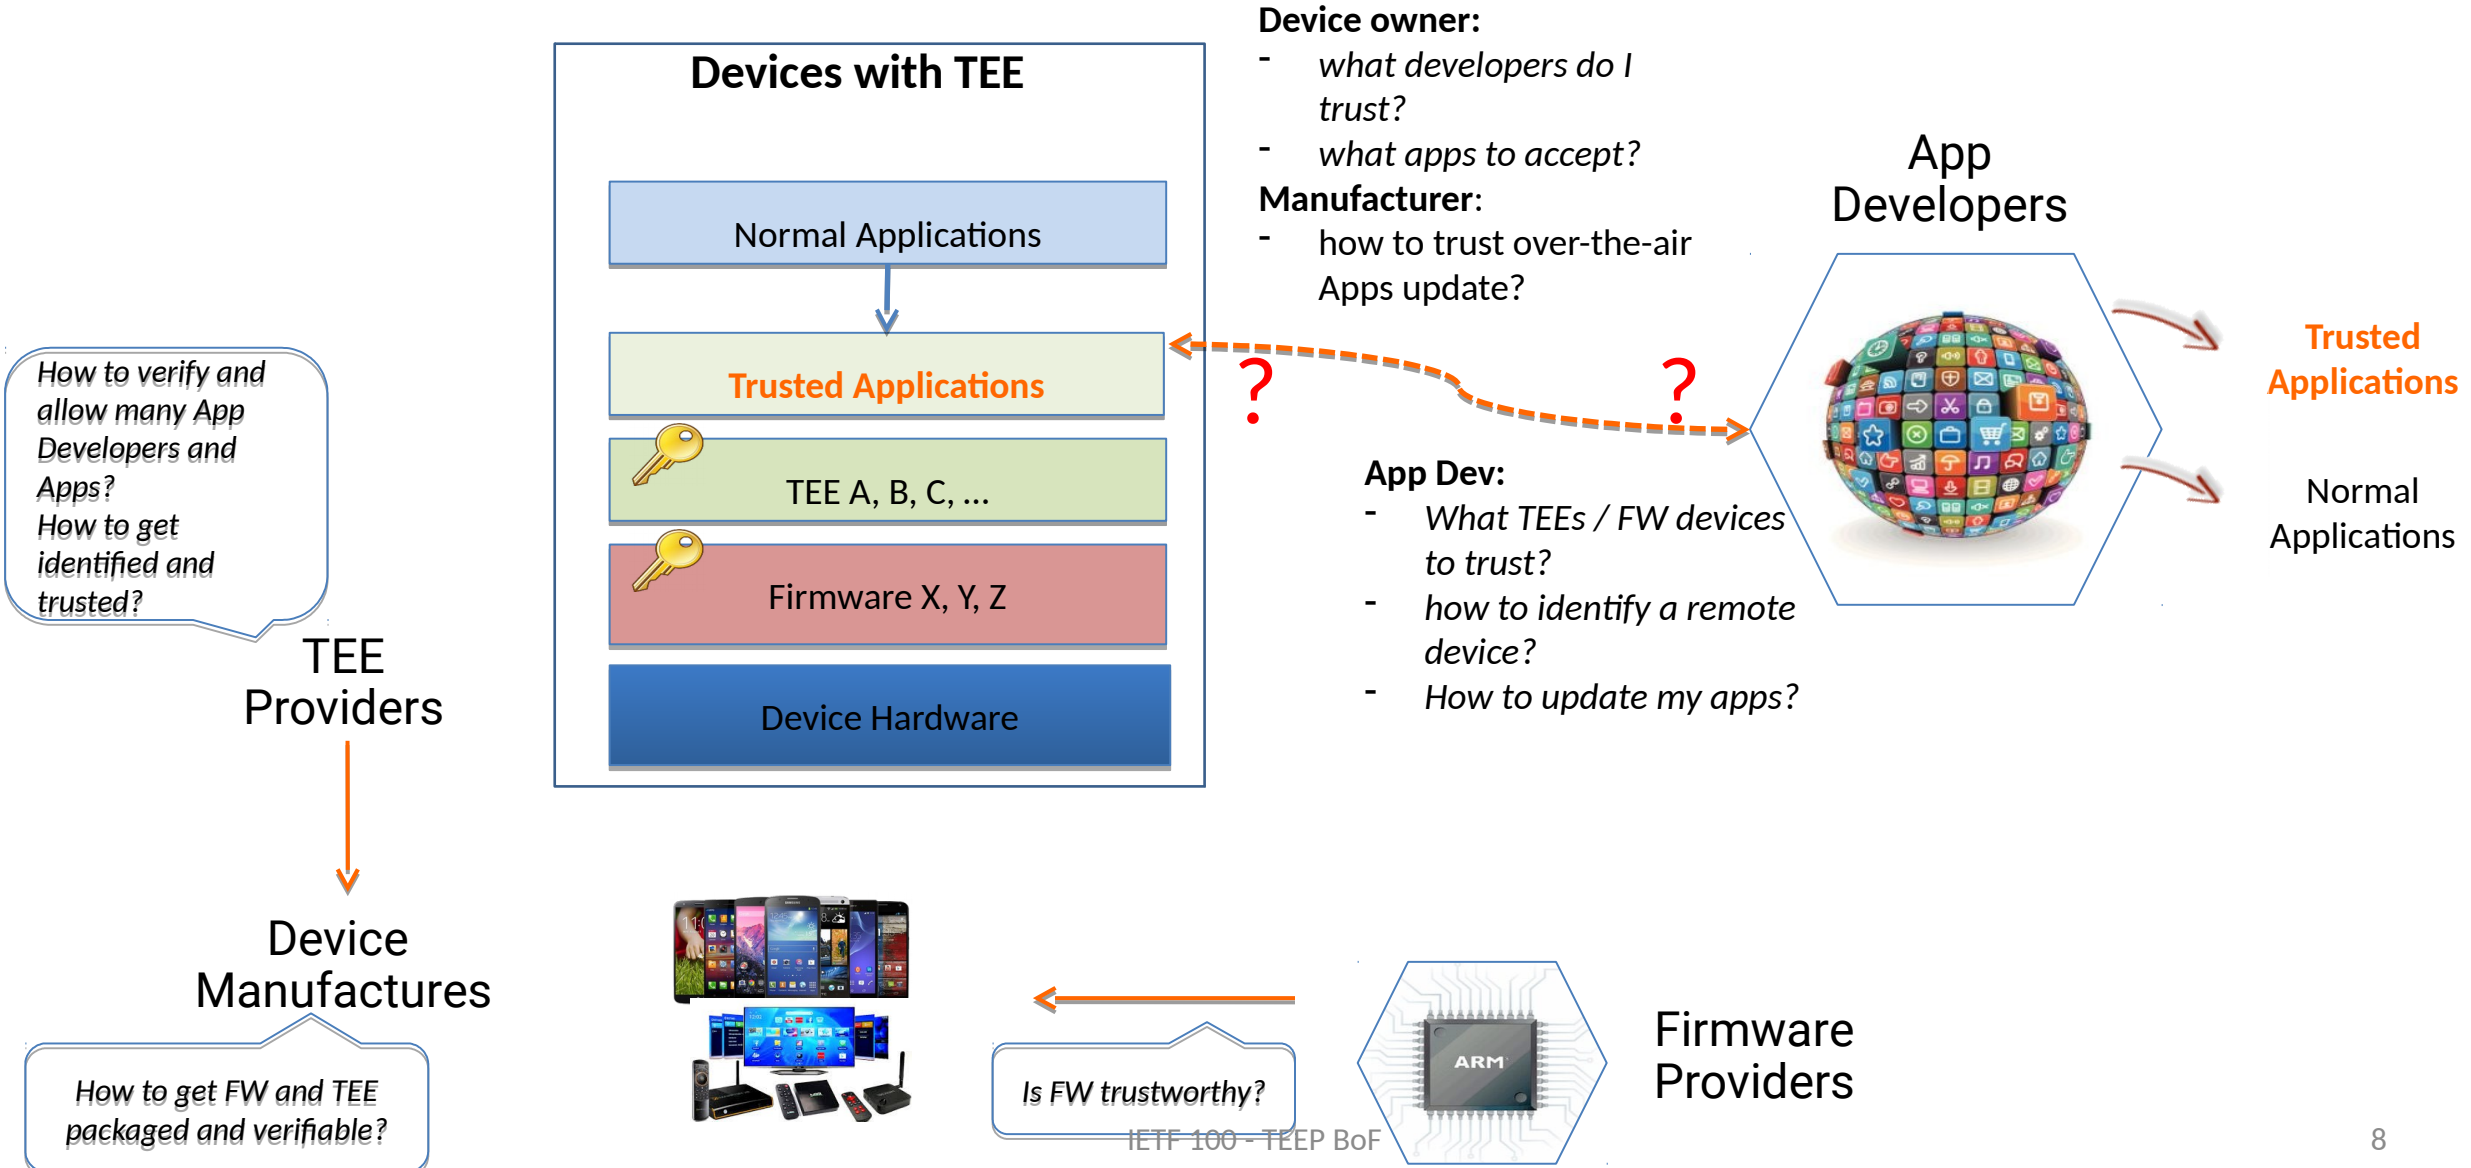 Device owner:
- what developers do I
trust?
- what apps to accept?
Manufacturer:
- how to trust over-the-air
Apps update?
Devices with TEE
Normal Applications
Trusted Applications
TEE A, B, C, ...
Firmware X, Y, Z
Device Hardware
?
?
App
Developers
Trusted
Applications
Normal
Applications
App Dev:
- What TEEs / FW devices
to trust?
- how to identify a remote
device?
- How to update my apps?
How to verify and
allow many App
Developers and
Apps?
How to get
identified and
trusted?
TEE
Providers
Device
Manufactures
How to get FW and TEE
packaged and verifiable?
Is FW trustworthy?
ARM
Firmware
Providers
IETF 100 - TEEP BoF
8